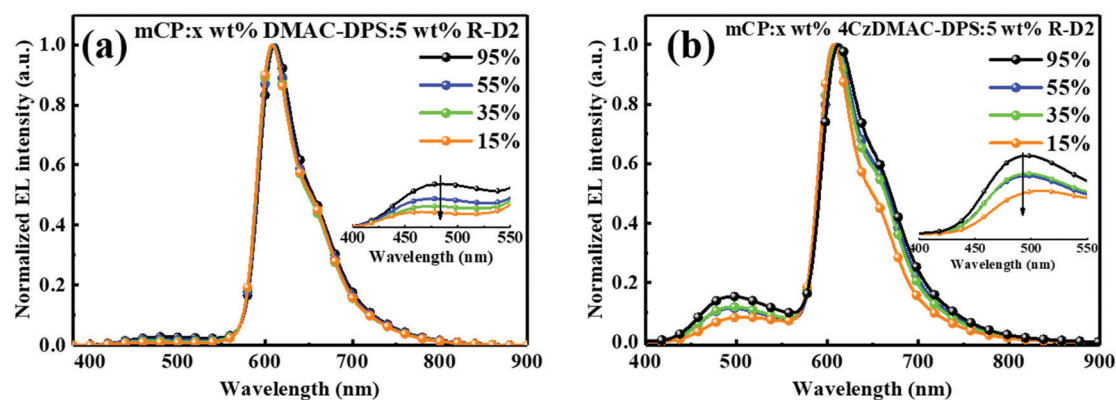 (a)
mCP:x wt% DMAC-DPS:5 wt% R-D2
95%
55%
35%
15%
Normalized EL intensity (a.u.)
1.0
0.8
0.6
0.4
0.2
0.0
400 500 600 700 800 900
Wavelength (nm)
400 450 500 550
Wavelength (nm)
(b)
mCP:x wt% 4CzDMAC-DPS:5 wt% R-D2
95%
55%
35%
15%
Normalized EL intensity (a.u.)
1.0
0.8
0.6
0.4
0.2
0.0
400 500 600 700 800 900
Wavelength (nm)
400 450 500 550
Wavelength (nm)